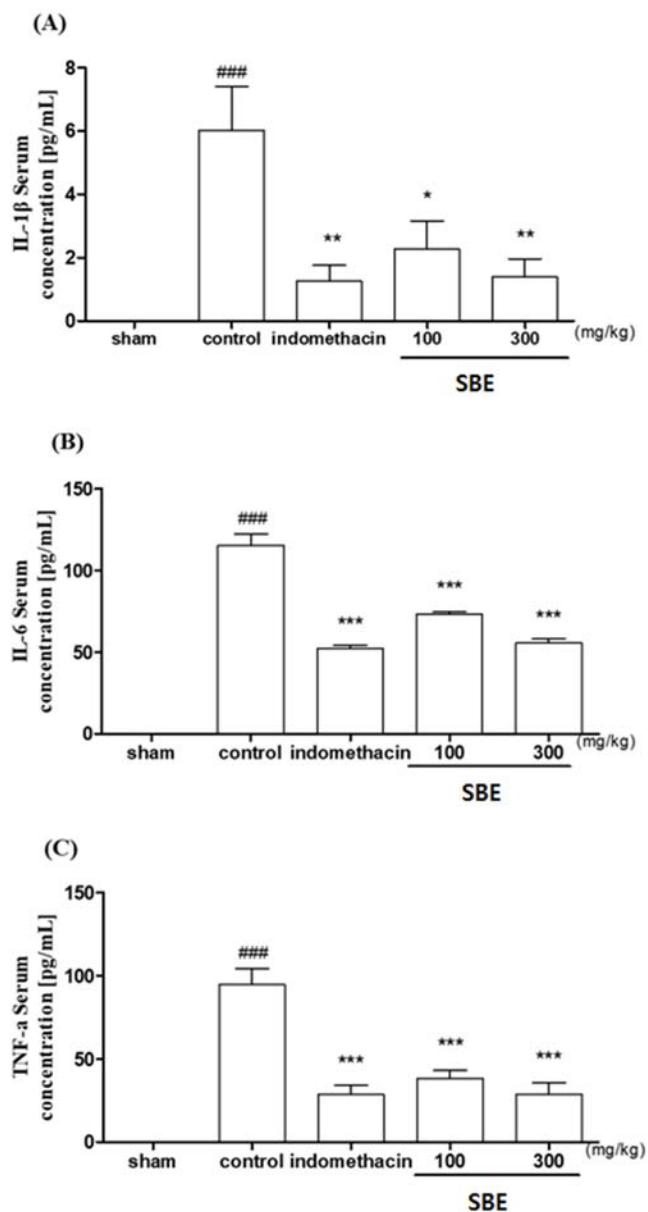 (A)
IL-1β Serum
concentration [pg/mL]
8
6
4
2
0
###
**
*
**
sham control indomethacin 100 300 (mg/kg)
SBE
(B)
IL-6 Serum
concentration [pg/mL]
150
100
50
0
###
***
***
***
sham control indomethacin 100 300 (mg/kg)
SBE
(C)
TNF-a Serum
concentration [pg/mL]
150
100
50
0
###
***
***
***
sham control indomethacin 100 300 (mg/kg)
SBE